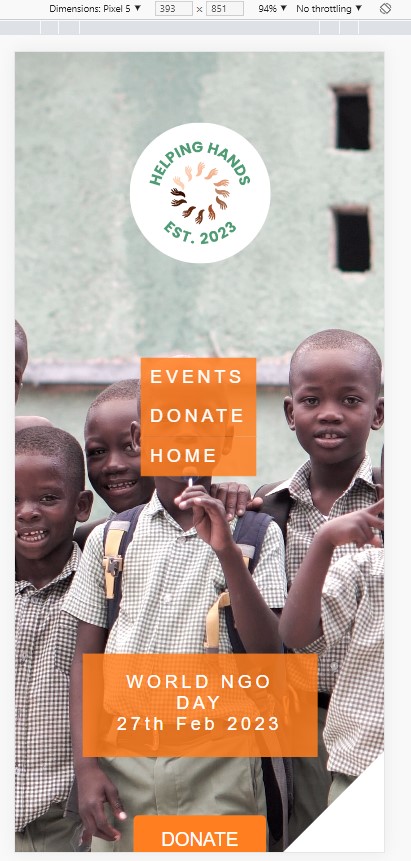 Dimensions: Pixel 5 ▼ 393 x 851 94% ▼ No throttling ▼
HELPING HANDS
EST. 2023
EVENTS
DONATE
HOME
WORLD NGO
DAY
27th Feb 2023
DONATE